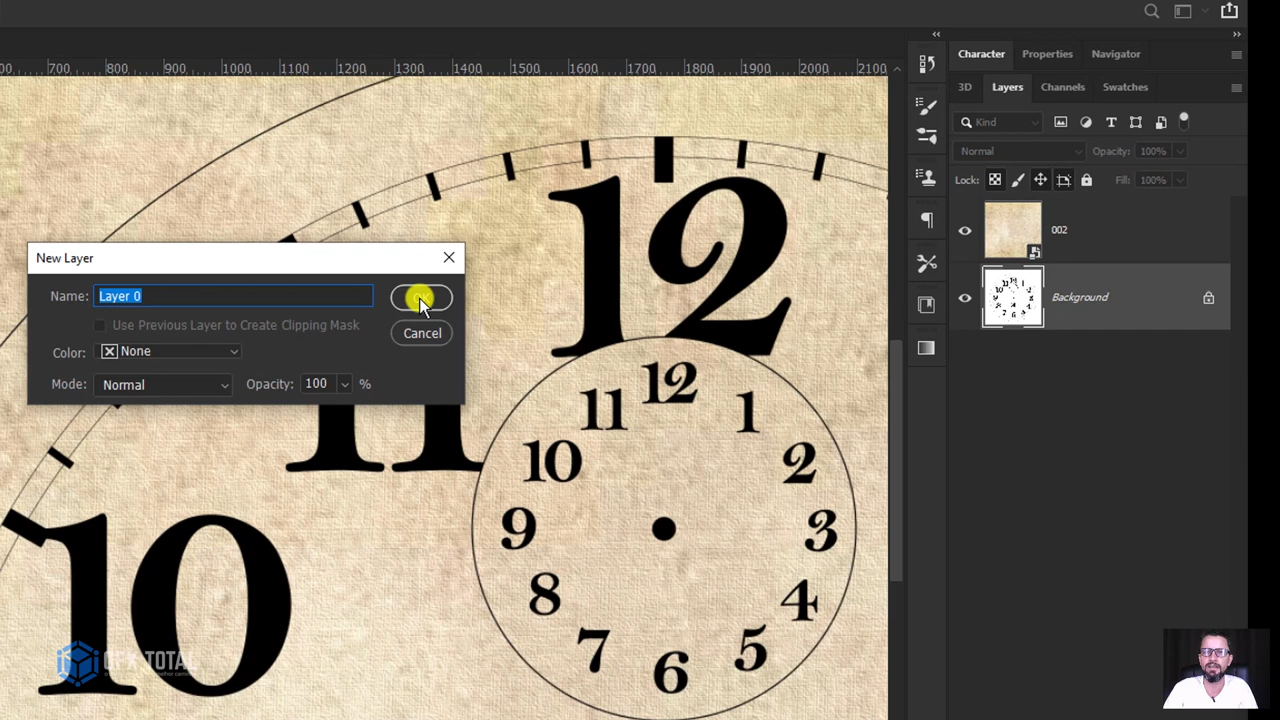 700 800 900 1000 1100 1200 1300 1400 1500 1600 1700 1800 1900 2000 2100
Character Properties Navigator
3D Layers Channels Swatches
Kind
Normal Opacity: 100%
Lock: Fill: 100%
002
Background
New Layer
Name: Layer 0
Use Previous Layer to Create Clipping Mask
Cancel
Color: None
Mode: Normal Opacity: 100 %
12
11
10
12
1
2
3
4
5
6
7
8
9
10
11